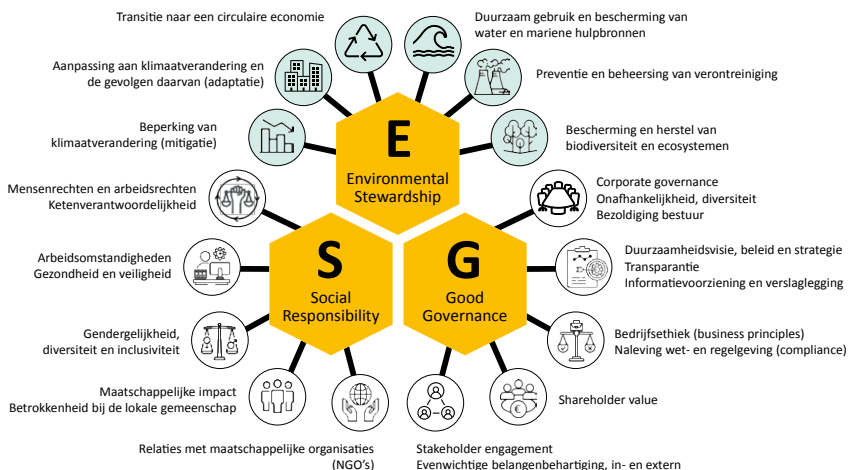 Transitie naar een circulaire economie
Duurzaam gebruik en bescherming van
water en mariene hulpbronnen
Aanpassing aan klimaatverandering en
de gevolgen daarvan (adaptatie)
Preventie en beheersing van verontreiniging
Beperking van
klimaatverandering (mitigatie)
Bescherming en herstel van
biodiversiteit en ecosystemen
E
Environmental
Stewardship
Mensenrechten en arbeidsrechten
Ketenverantwoordelijkheid
Corporate governance
Onafhankelijkheid, diversiteit
Bezoldiging bestuur
Arbeidsomstandigheden
Gezondheid en veiligheid
S
Social
Responsibility
G
Good
Governance
Duurzaamheidsvisie, beleid en strategie
Transparantie
Informatievoorziening en verslaglegging
Gendergelijkheid,
diversiteit en inclusiviteit
Bedrijfsethiek (business principles)
Naleving wet- en regelgeving (compliance)
Maatschappelijke impact
Betrokkenheid bij de lokale gemeenschap
€
Shareholder value
Relaties met maatschappelijke organisaties
(NGO's)
Stakeholder engagement
Evenwichtige belangenbehartiging, in- en extern